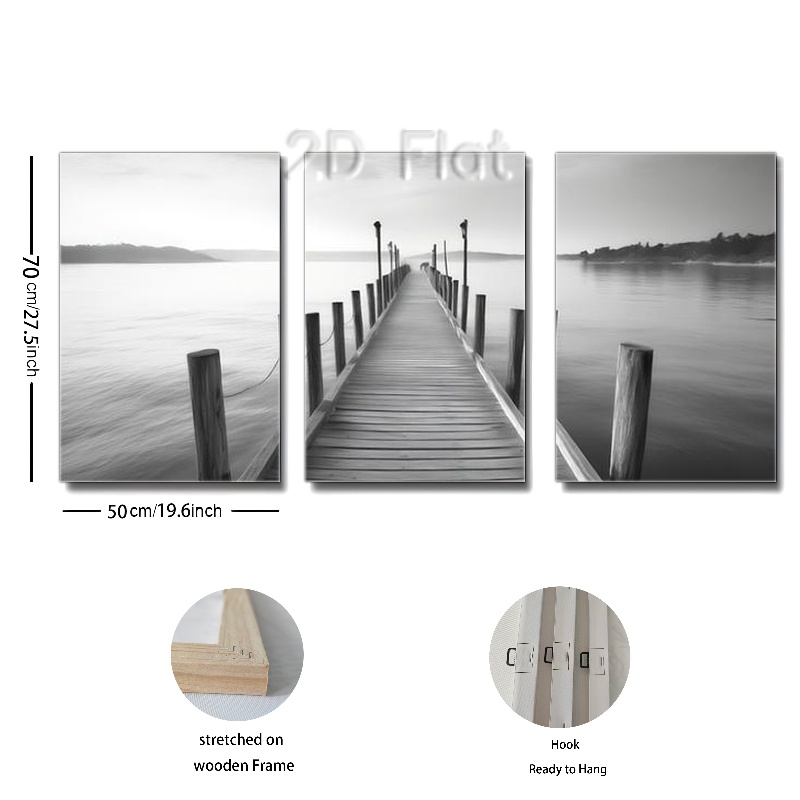 2D Flat
70 cm/27.5inch
50cm/19.6inch
stretched on
wooden Frame
Hook
Ready to Hang